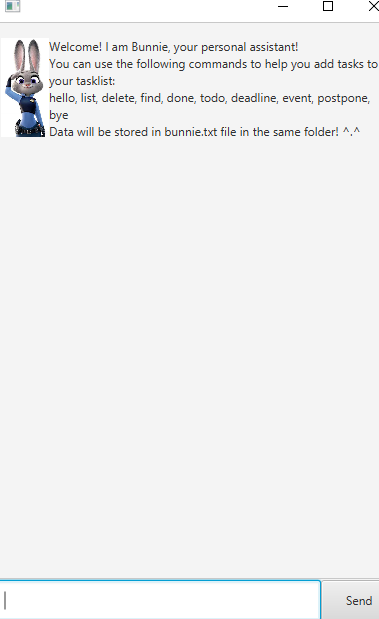 Welcome! I am Bunnie, your personal assistant!
You can use the following commands to help you add tasks to
your tasklist:
hello, list, delete, find, done, todo, deadline, event, postpone,
bye
Data will be stored in bunnie.txt file in the same folder! ^.^
Send